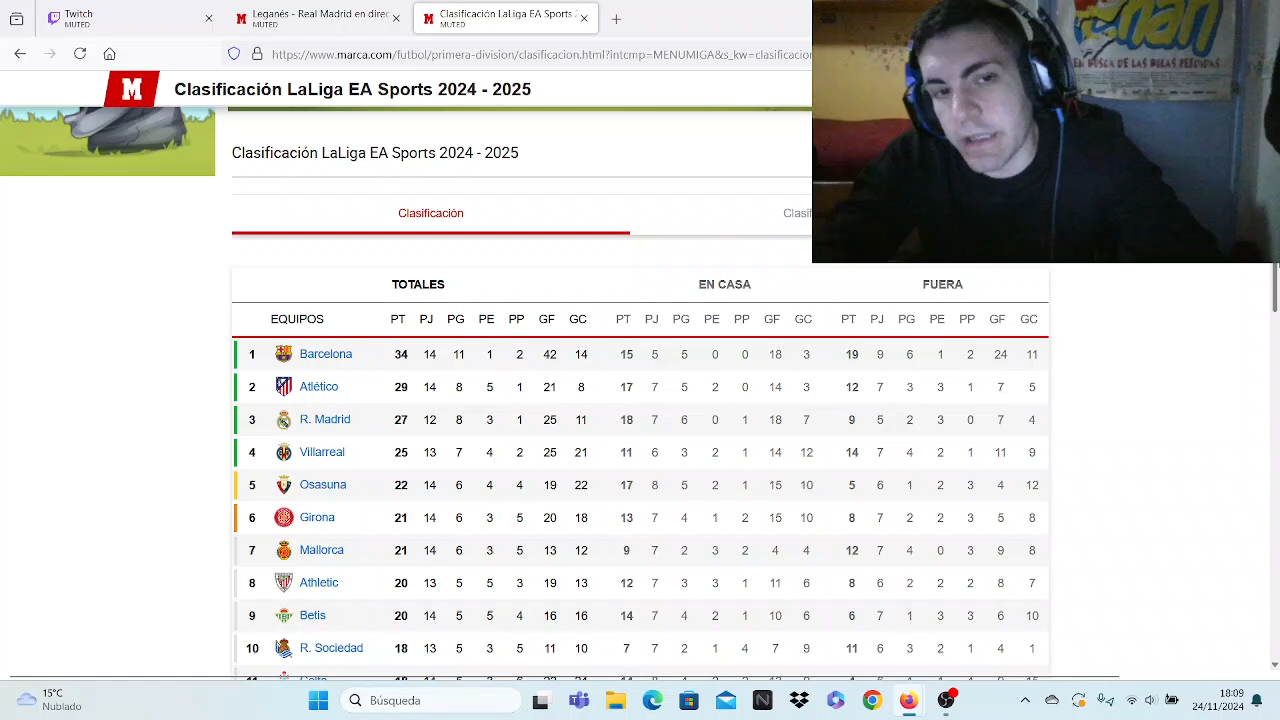 Twitch
MUTED
Leganés - Real Madrid en direc
MUTED
Clasificación LaLiga EA Sports
MUTED
https://www.marca.com/futbol/primera-division/clasificacion.html?intcmp=MENUMIGA&s_kw=clasificacion
M Clasificación LaLiga EA Sports 2024 - 2025
EN BUSCA DE LAS BOLAS PERDIDAS
Clasificación LaLiga EA Sports 2024 - 2025
Clasificación Clasif
TOTALES EN CASA FUERA
EQUIPOS PT PJ PG PE PP GF GC PT PJ PG PE PP GF GC PT PJ PG PE PP GF GC
1 Barcelona 34 14 11 1 2 42 14 15 5 5 0 0 18 3 19 9 6 1 2 24 11
2 Atlético 29 14 8 5 1 21 8 17 7 5 2 0 14 3 12 7 3 3 1 7 5
3 R. Madrid 27 12 8 3 1 25 11 18 7 6 0 1 18 7 9 5 2 3 0 7 4
4 Villarreal 25 13 7 4 2 25 21 11 6 3 2 1 14 12 14 7 4 2 1 11 9
5 Osasuna 22 14 6 4 4 19 22 17 8 5 2 1 15 10 5 6 1 2 3 4 12
6 Girona 21 14 6 3 5 20 18 13 7 4 1 2 15 10 8 7 2 2 3 5 8
7 Mallorca 21 14 6 3 5 13 12 9 7 2 3 2 4 4 12 7 4 0 3 9 8
8 Athletic 20 13 5 5 3 19 13 12 7 3 3 1 11 6 8 6 2 2 2 8 7
9 Betis 20 14 5 5 4 16 16 14 7 4 2 1 10 6 6 7 1 3 3 6 10
10 R. Sociedad 18 13 5 3 5 11 10 7 7 2 1 4 7 9 11 6 3 2 1 4 1
15°C
Nublado
Búsqueda
18:09
24/11/2024